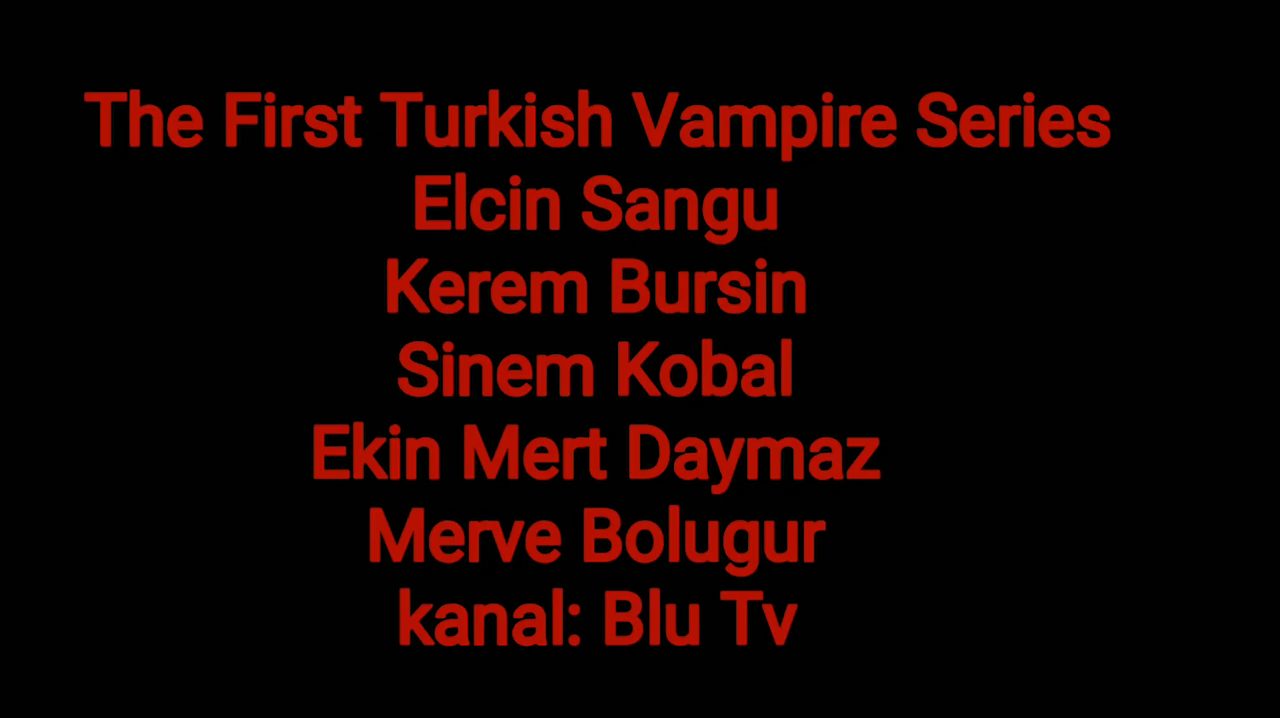 The First Turkish Vampire Series
Elcin Sangu
Kerem Bursin
Sinem Kobal
Ekin Mert Daymaz
Merve Bolugur
kanal: Blu Tv